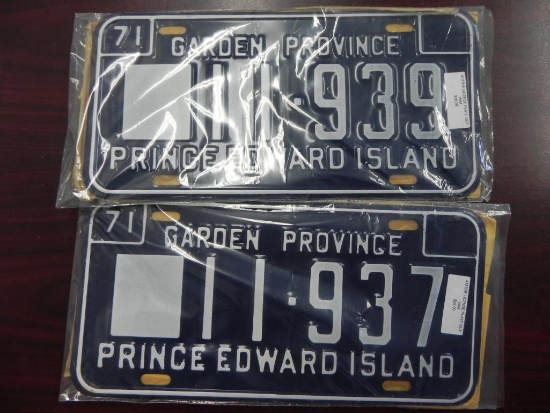 71
GARDEN PROVINCE
11·939
PRINCE EDWARD ISLAND
71
GARDEN PROVINCE
11·937
PRINCE EDWARD ISLAND